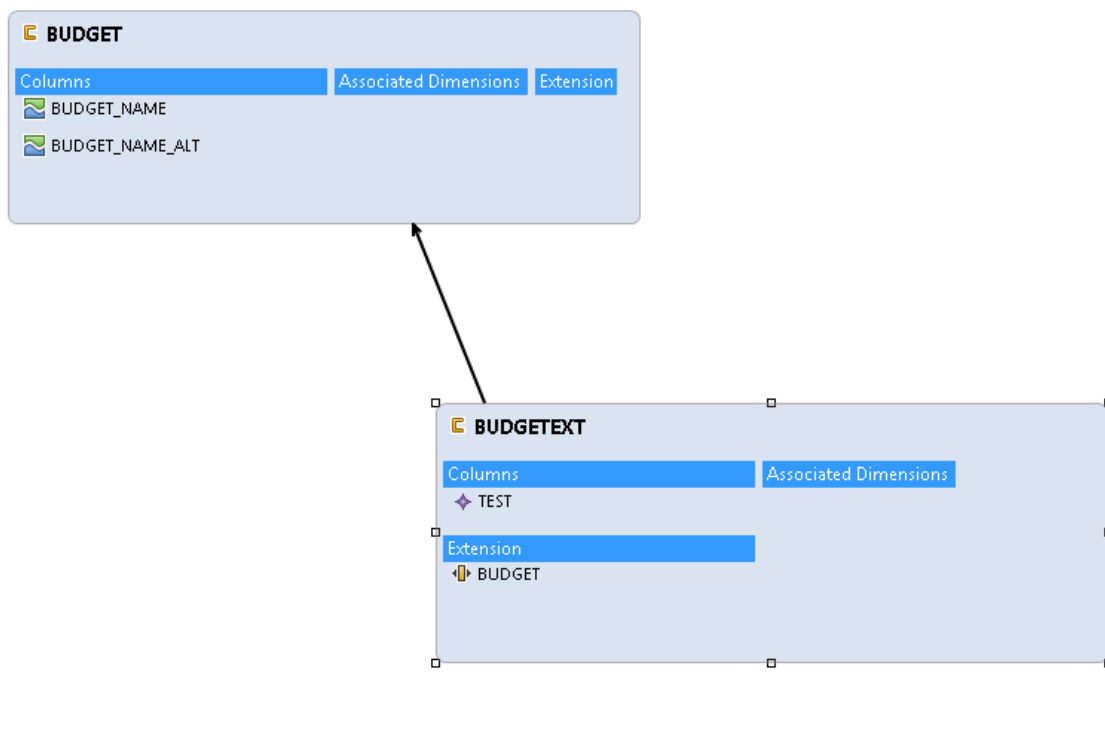 BUDGET
Columns Associated Dimensions Extension
BUDGET_NAME
BUDGET_NAME_ALT
BUDGETEXT
Columns Associated Dimensions
TEST
Extension
BUDGET